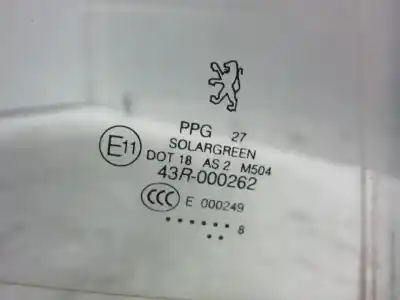 PPG 27
SOLARGREEN
E11 DOT 18 AS 2 M504
43R-000262
CCC E 000249
...... 8
..